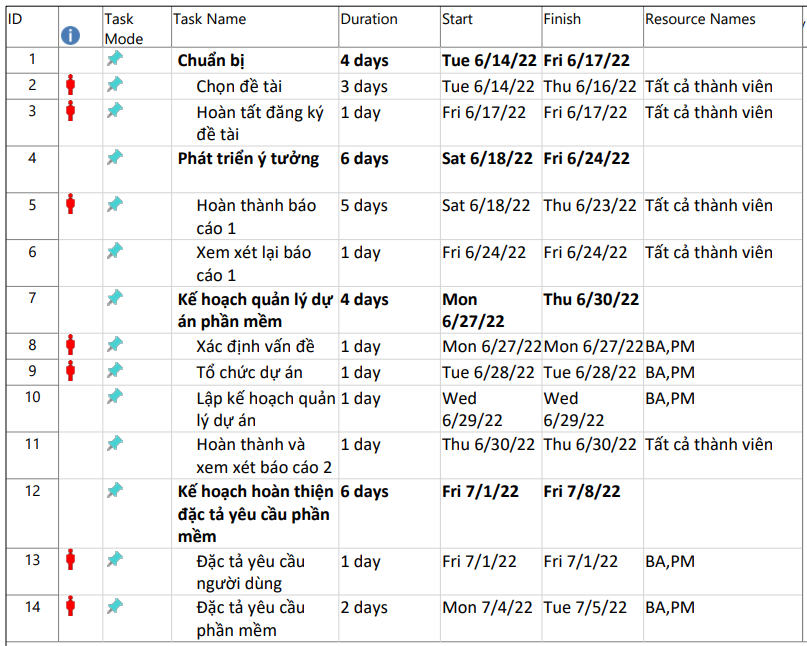 ID Task Mode Task Name Duration Start Finish Resource Names
1 Chuẩn bị 4 days Tue 6/14/22 Fri 6/17/22
2 Chọn đề tài 3 days Tue 6/14/22 Thu 6/16/22 Tất cả thành viên
3 Hoàn tất đăng ký đề tài 1 day Fri 6/17/22 Fri 6/17/22 Tất cả thành viên
4 Phát triển ý tưởng 6 days Sat 6/18/22 Fri 6/24/22
5 Hoàn thành báo cáo 1 5 days Sat 6/18/22 Thu 6/23/22 Tất cả thành viên
6 Xem xét lại báo cáo 1 1 day Fri 6/24/22 Fri 6/24/22 Tất cả thành viên
7 Kế hoạch quản lý dự án phần mềm 4 days Mon 6/27/22 Thu 6/30/22
8 Xác định vấn đề 1 day Mon 6/27/22 Mon 6/27/22 BA,PM
9 Tổ chức dự án 1 day Tue 6/28/22 Tue 6/28/22 BA,PM
10 Lập kế hoạch quản lý dự án 1 day Wed 6/29/22 Wed 6/29/22 BA,PM
11 Hoàn thành và xem xét báo cáo 2 1 day Thu 6/30/22 Thu 6/30/22 Tất cả thành viên
12 Kế hoạch hoàn thiện đặc tả yêu cầu phần mềm 6 days Fri 7/1/22 Fri 7/8/22
13 Đặc tả yêu cầu người dùng 1 day Fri 7/1/22 Fri 7/1/22 BA,PM
14 Đặc tả yêu cầu phần mềm 2 days Mon 7/4/22 Tue 7/5/22 BA,PM